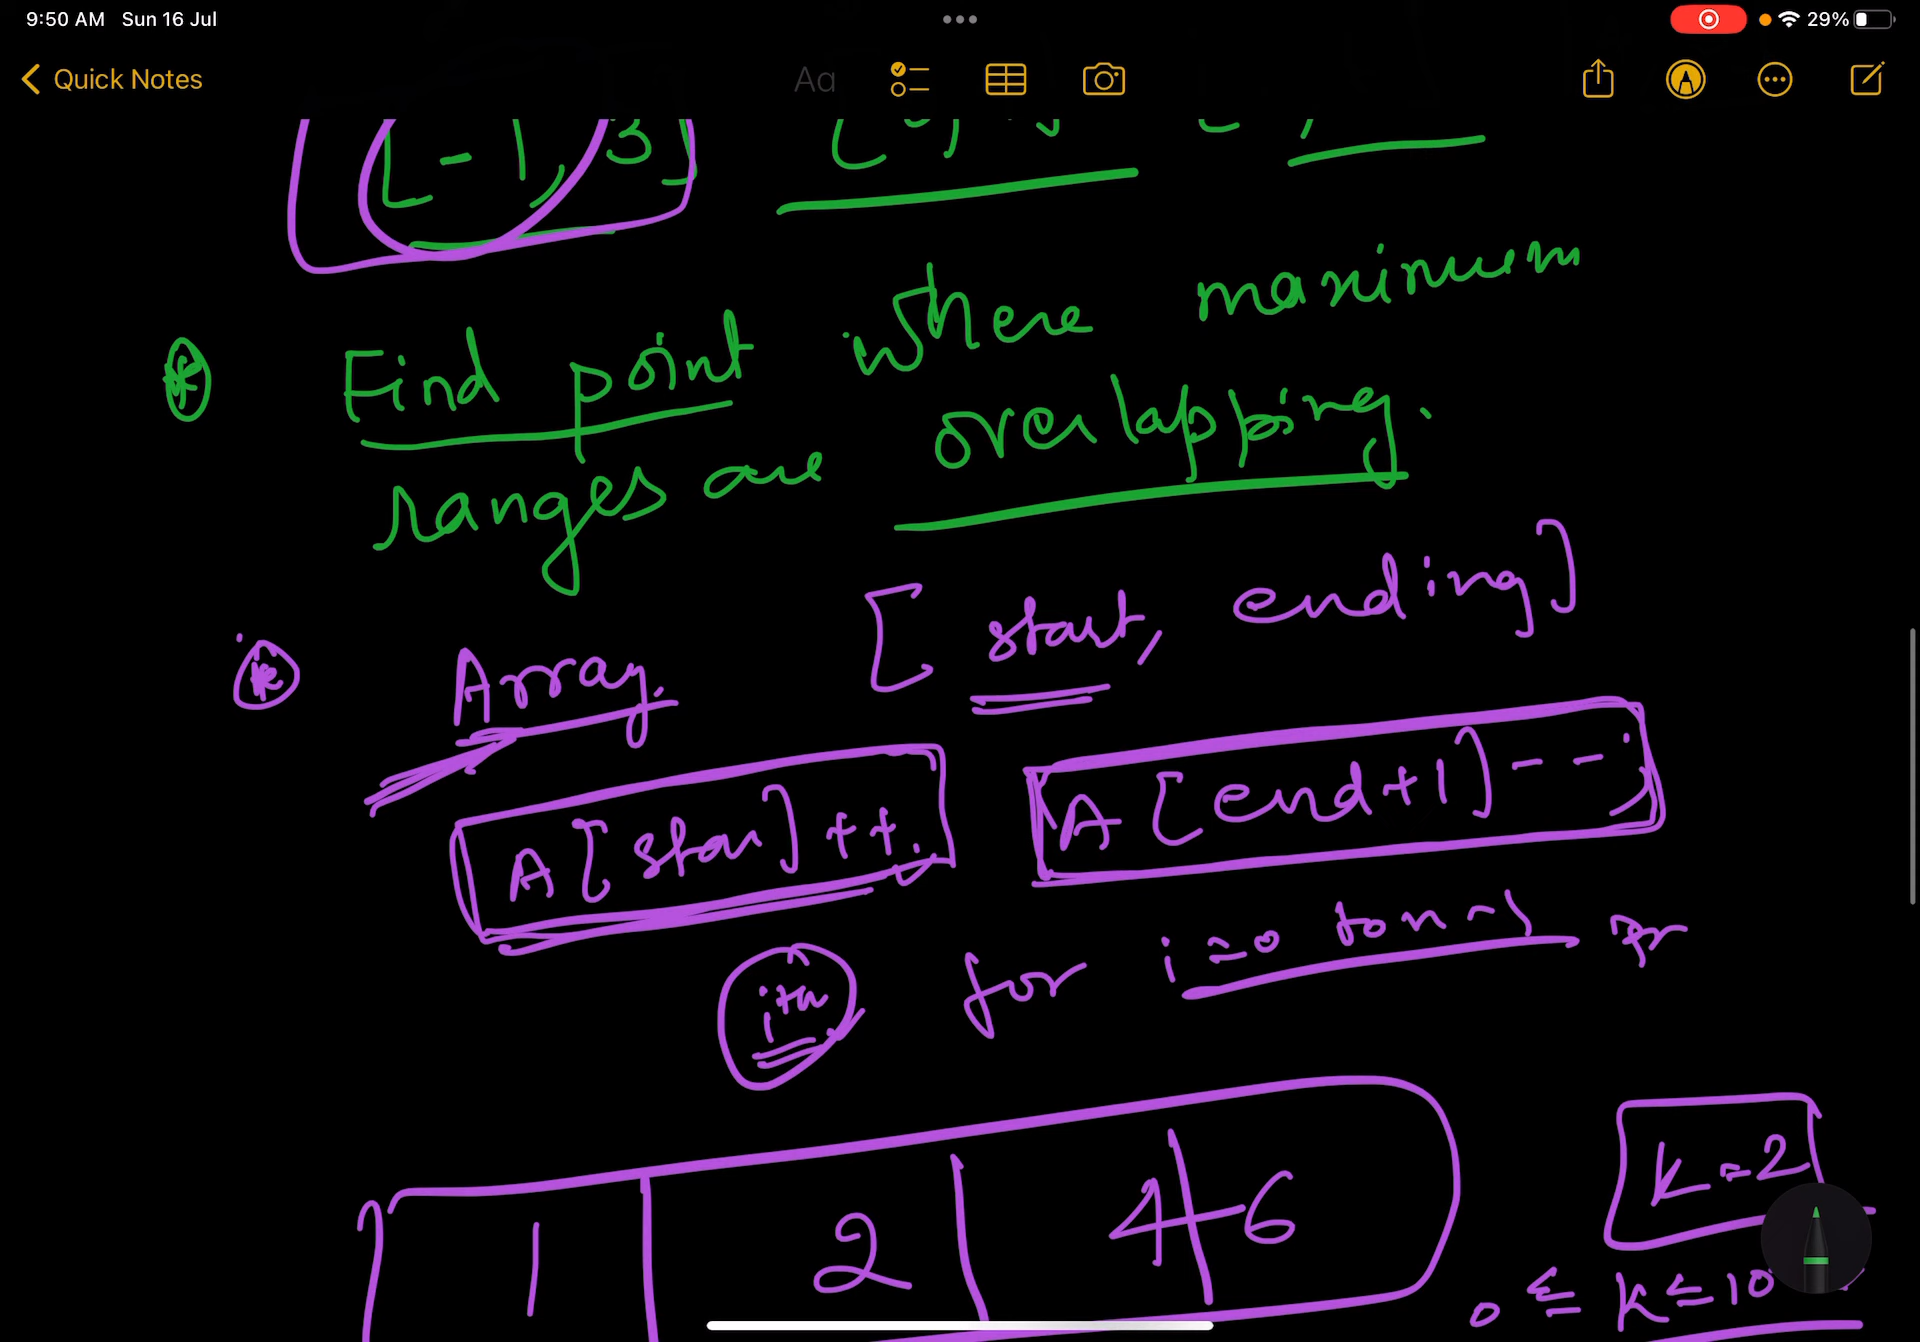 9:50 AM Sun 16 Jul
29%
Quick Notes
Aa
[-1, 3]
Find point where maximum
ranges are overlapping.
[start, ending]
Array.
A[star]++. A[end+1]--;
ith for i=0 to n-1
1 2 4 6
k=2
0 ≤ k ≤ 10